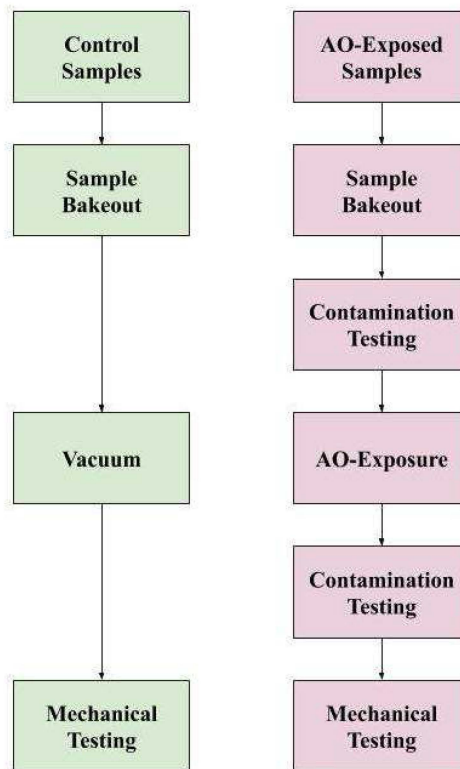 Control
Samples
Sample
Bakeout
Vacuum
Mechanical
Testing
AO-Exposed
Samples
Sample
Bakeout
Contamination
Testing
AO-Exposure
Contamination
Testing
Mechanical
Testing